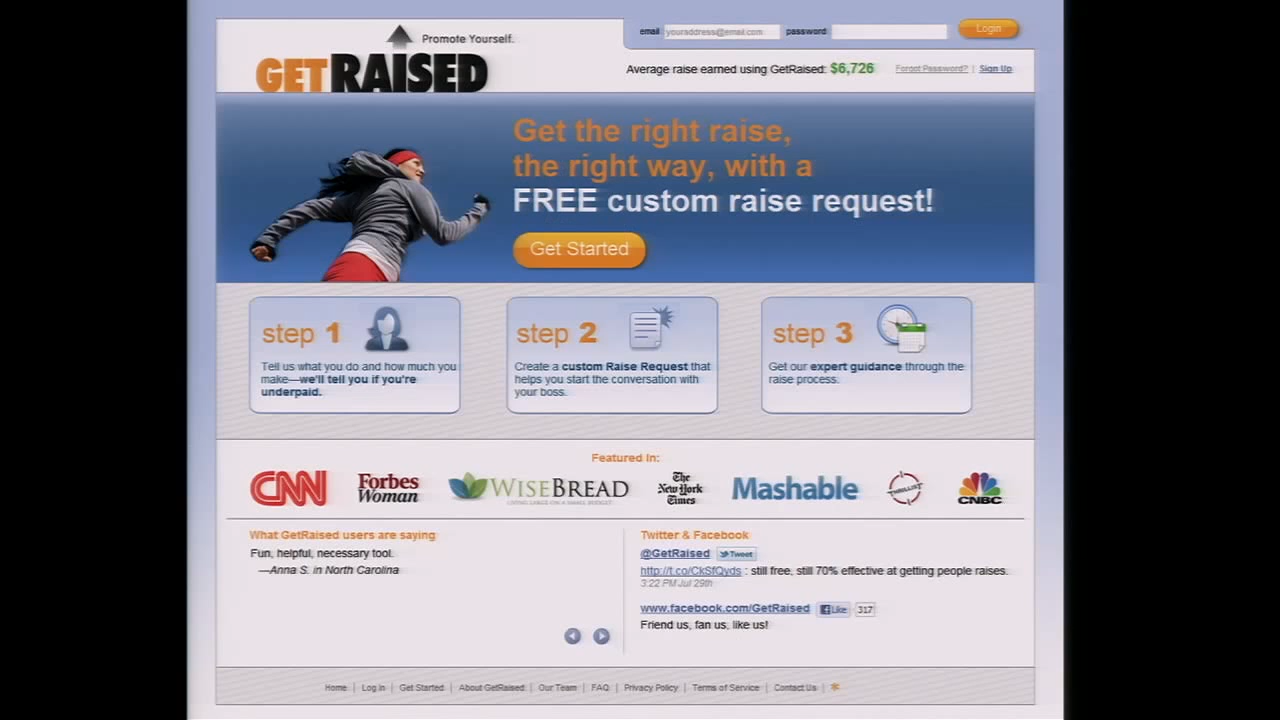 Promote Yourself.
GETRAISED
email youraddress@email.com password Login
Average raise earned using GetRaised: $6,726 Forgot Password? | Sign Up
Get the right raise,
the right way, with a
FREE custom raise request!
Get Started
step 1
Tell us what you do and how much you
make—we'll tell you if you're
underpaid.
step 2
Create a custom Raise Request that
helps you start the conversation with
your boss.
step 3
Get our expert guidance through the
raise process.
Featured In:
CNN
Forbes
Woman
WISEBREAD
LIVING LARGE ON A SMALL BUDGET
The
New York
Times
Mashable
THRILLIST
CNBC
What GetRaised users are saying
Fun, helpful, necessary tool.
—Anna S. in North Carolina
Twitter & Facebook
@GetRaised Tweet
http://t.co/CkSfQyds : still free, still 70% effective at getting people raises.
3:22 PM Jul 29th
www.facebook.com/GetRaised Like 317
Friend us, fan us, like us!
Home | Log In | Get Started | About GetRaised | Our Team | FAQ | Privacy Policy | Terms of Service | Contact Us |